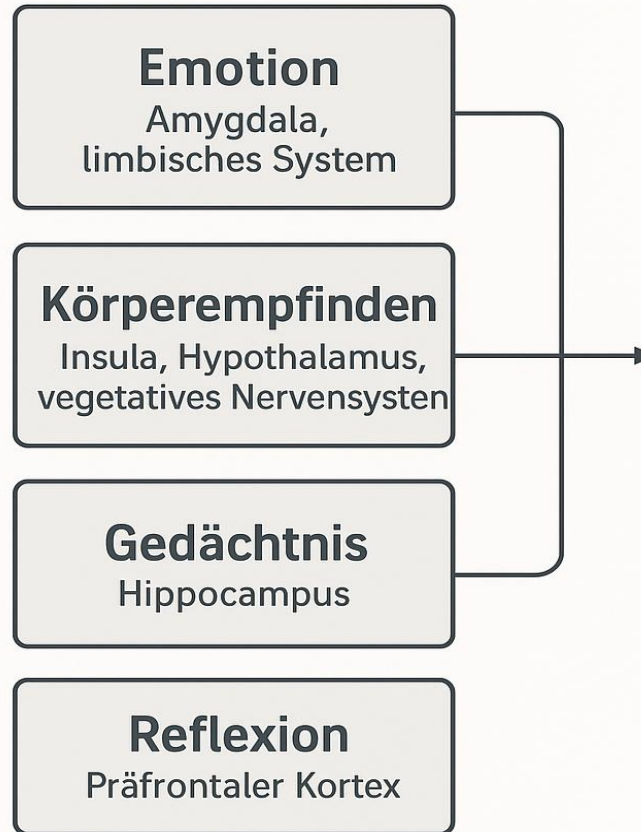 Emotion
Amygdala,
limbisches System
Körperempfinden
Insula, Hypothalamus,
vegetatives Nervensysten
Gedächtnis
Hippocampus
Reflexion
Präfrontaler Kortex